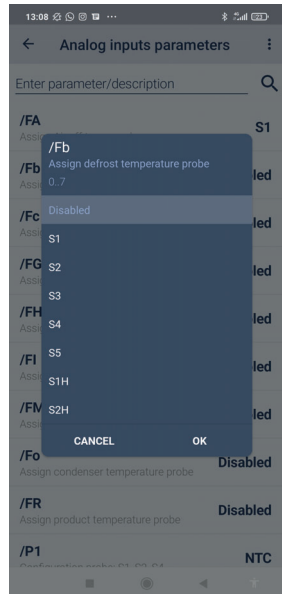 13:08 ...
Analog inputs parameters
Enter parameter/description
/FA
S1
/Fb
Assign defrost temperature probe
0..7
Disabled
S1
S2
S3
S4
S5
S1H
S2H
CANCEL
OK
/Fb
/Fc
/FG
/FH
/FI
/FM
/Fo
Disabled
Assign condenser temperature probe
/FR
Disabled
Assign product temperature probe
/P1
NTC